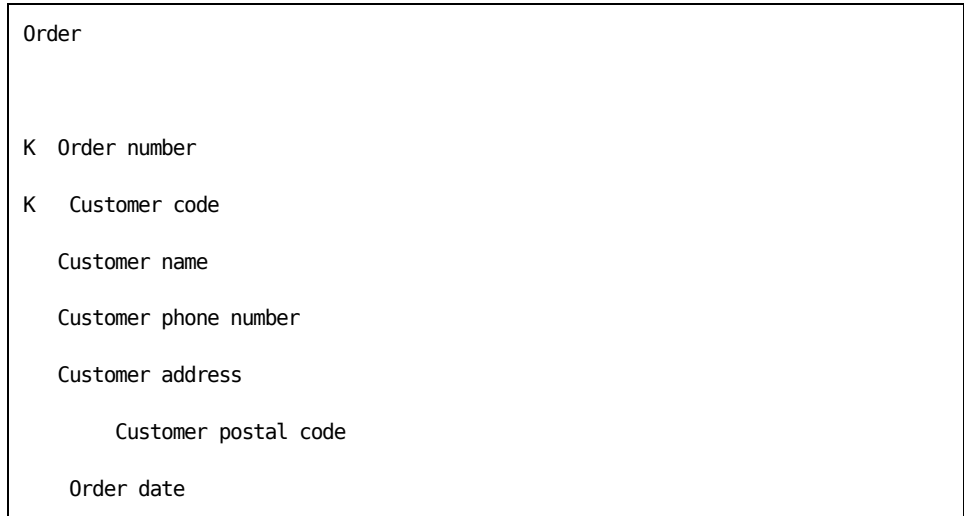 Order
K Order number
K Customer code
Customer name
Customer phone number
Customer address
Customer postal code
Order date